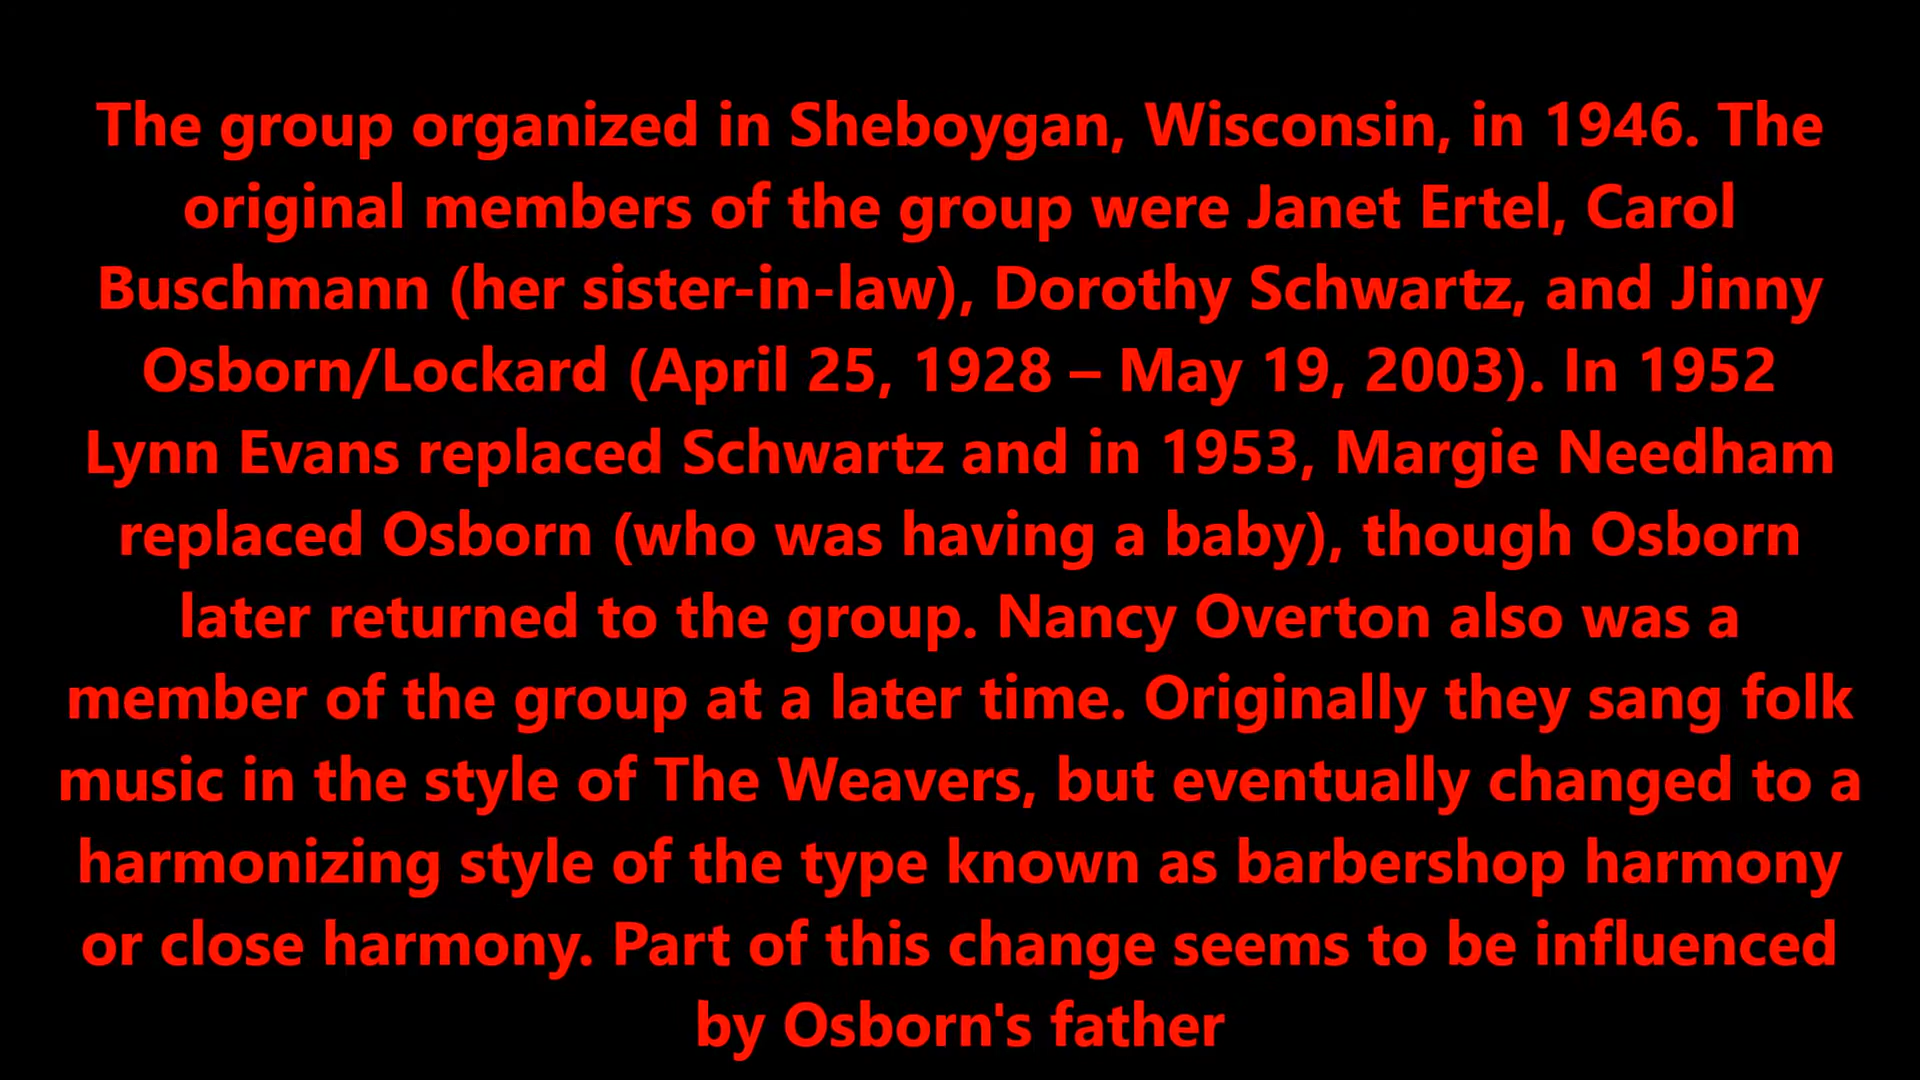 The group organized in Sheboygan, Wisconsin, in 1946. The
original members of the group were Janet Ertel, Carol
Buschmann (her sister-in-law), Dorothy Schwartz, and Jinny
Osborn/Lockard (April 25, 1928 – May 19, 2003). In 1952
Lynn Evans replaced Schwartz and in 1953, Margie Needham
replaced Osborn (who was having a baby), though Osborn
later returned to the group. Nancy Overton also was a
member of the group at a later time. Originally they sang folk
music in the style of The Weavers, but eventually changed to a
harmonizing style of the type known as barbershop harmony
or close harmony. Part of this change seems to be influenced
by Osborn's father